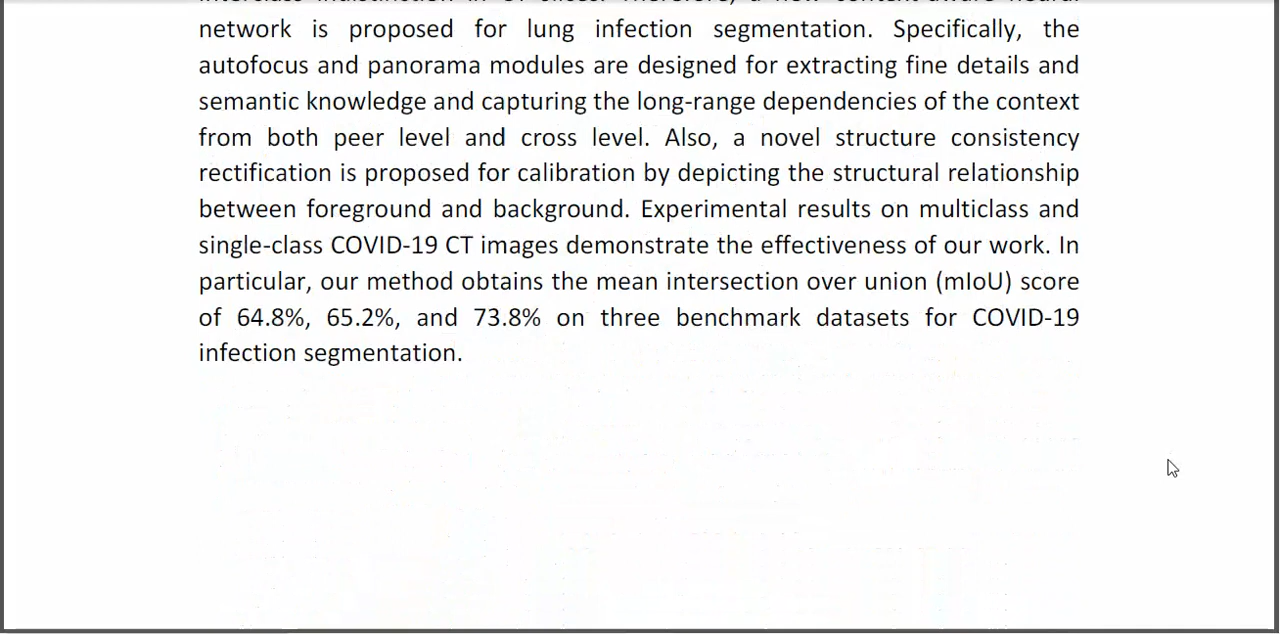 network is proposed for lung infection segmentation. Specifically, the
autofocus and panorama modules are designed for extracting fine details and
semantic knowledge and capturing the long-range dependencies of the context
from both peer level and cross level. Also, a novel structure consistency
rectification is proposed for calibration by depicting the structural relationship
between foreground and background. Experimental results on multiclass and
single-class COVID-19 CT images demonstrate the effectiveness of our work. In
particular, our method obtains the mean intersection over union (mIoU) score
of 64.8%, 65.2%, and 73.8% on three benchmark datasets for COVID-19
infection segmentation.